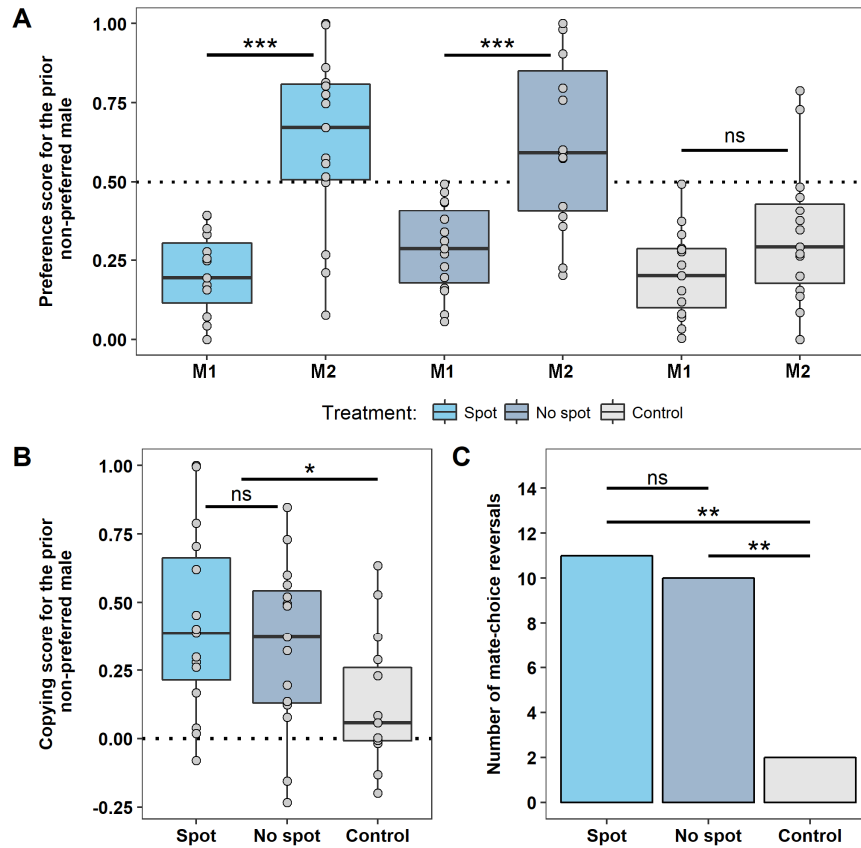 A
Preference score for the prior
non-preferred male
1.00
0.75
0.50
0.25
0.00
***
***
ns
M1
M2
M1
M2
M1
M2
Treatment:
Spot
No spot
Control
B
Copying score for the prior
non-preferred male
1.00
0.75
0.50
0.25
0.00
-0.25
*
ns
Spot
No spot
Control
C
Number of mate-choice reversals
14
12
10
8
6
4
2
0
ns
**
**
Spot
No spot
Control